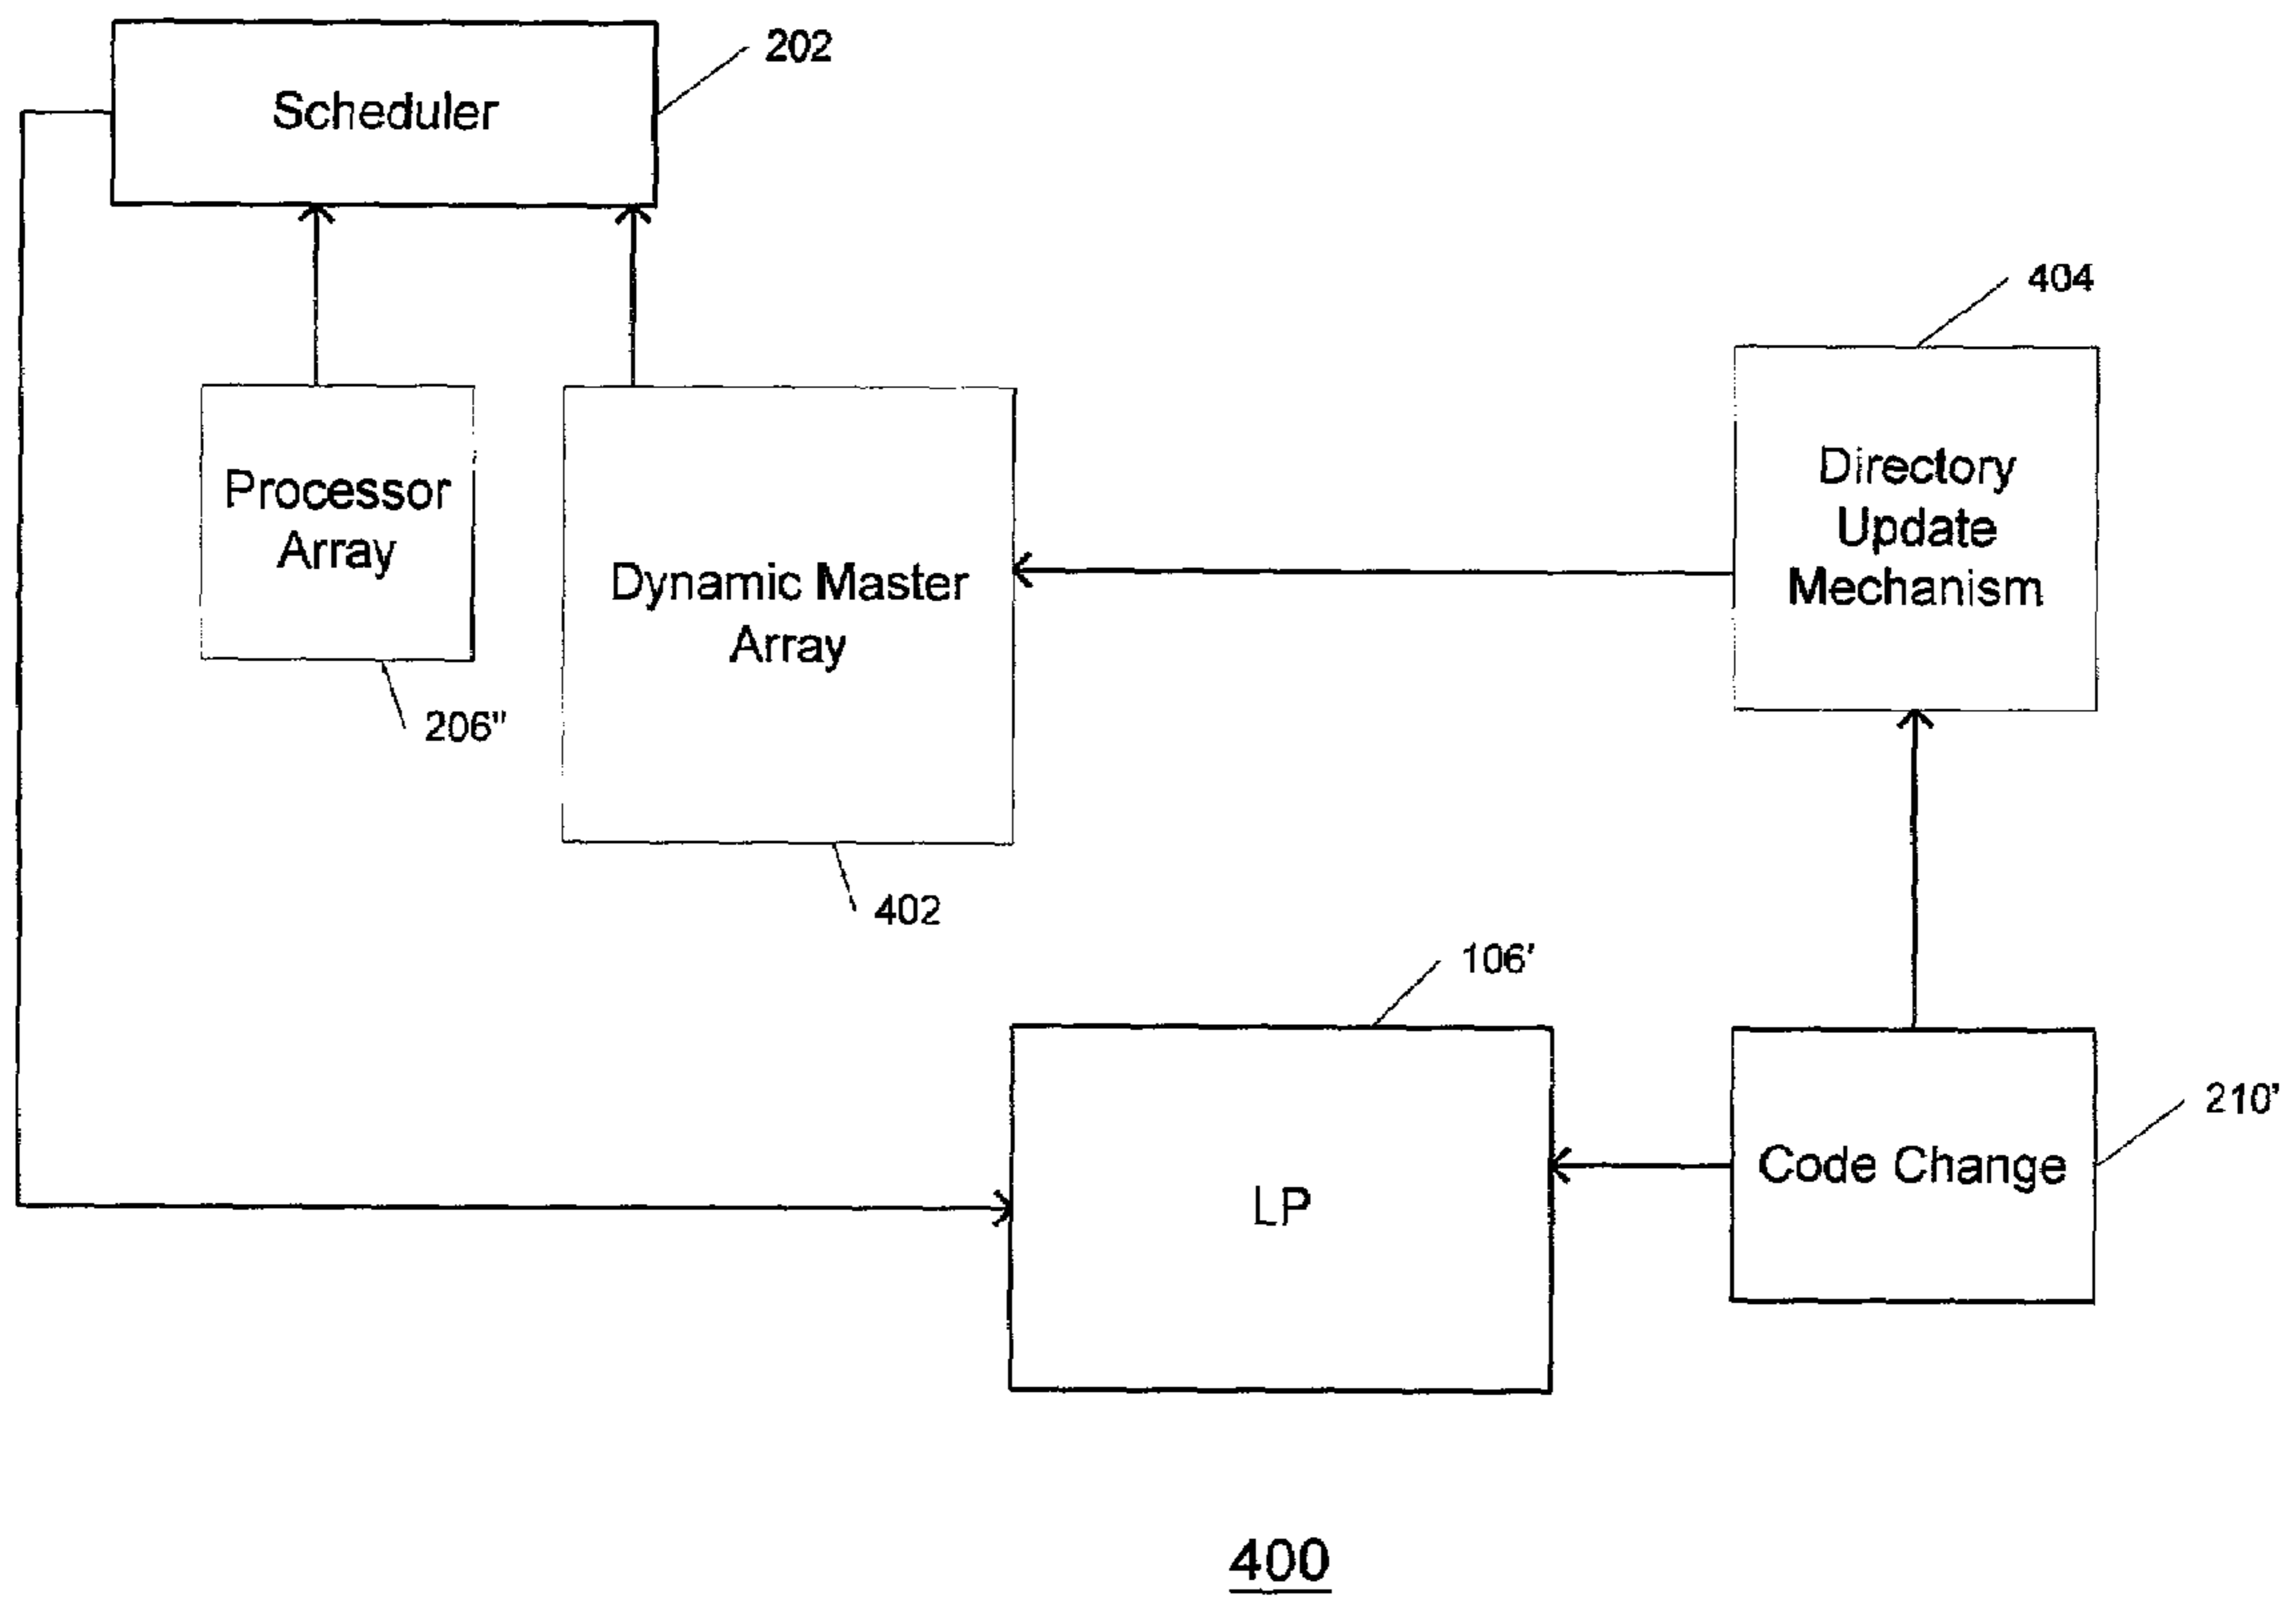 202
Scheduler
404
Processor
Array
Directory
Update
Mechanism
Dynamic Master
Array
206"
402
106'
210'
Code Change
LP
400